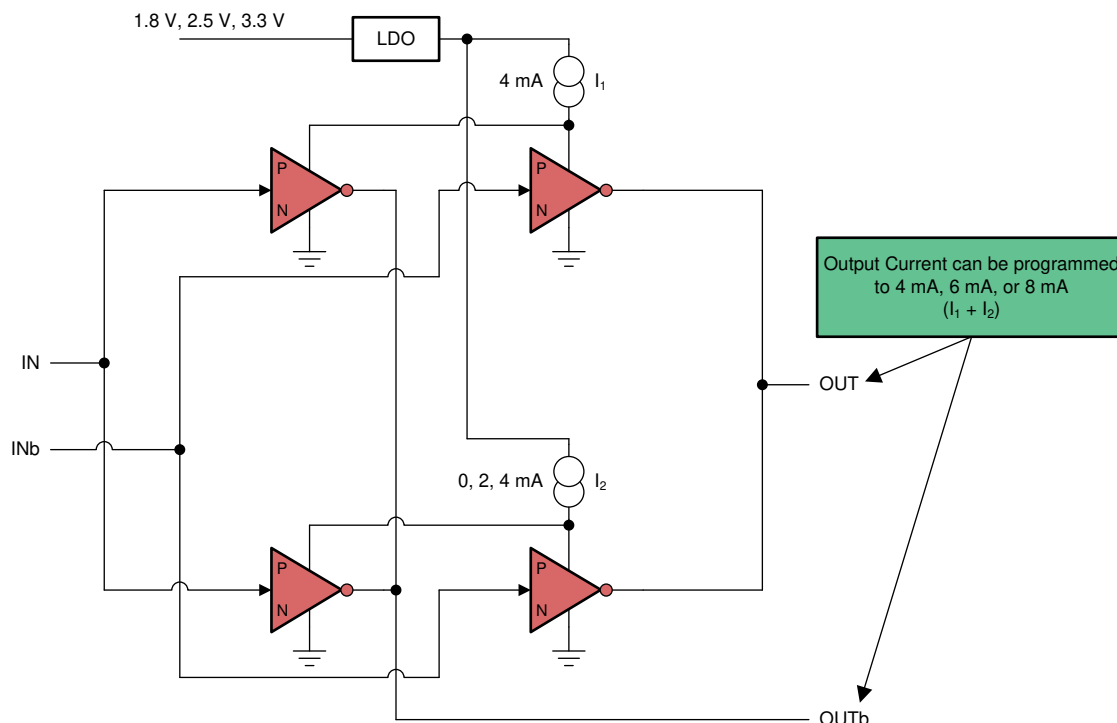 1.8 V, 2.5 V, 3.3 V
LDO
4 mA
I1
P
N
P
N
Output Current can be programmed
to 4 mA, 6 mA, or 8 mA
(I1 + I2)
IN
OUT
INb
0, 2, 4 mA
I2
P
N
P
N
OUTb